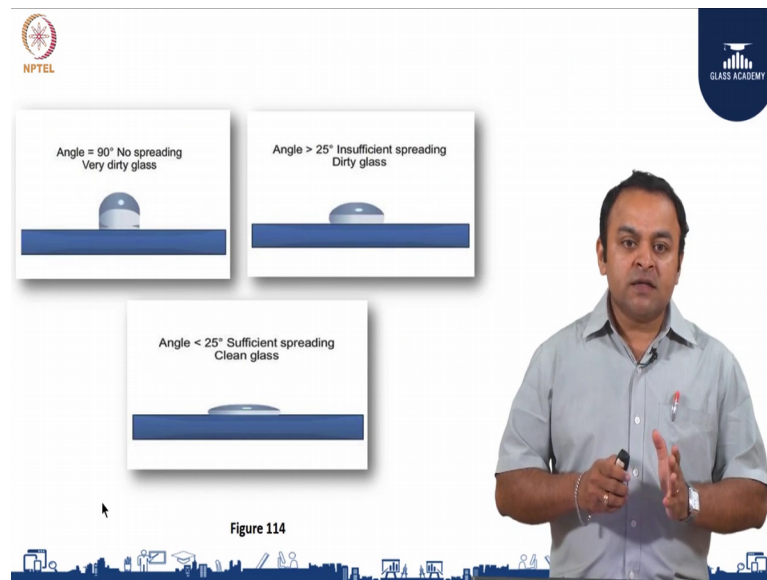 NPTEL
GLASS ACADEMY
Angle = 90° No spreading
Very dirty glass
Angle > 25° Insufficient spreading
Dirty glass
Angle < 25° Sufficient spreading
Clean glass
Figure 114